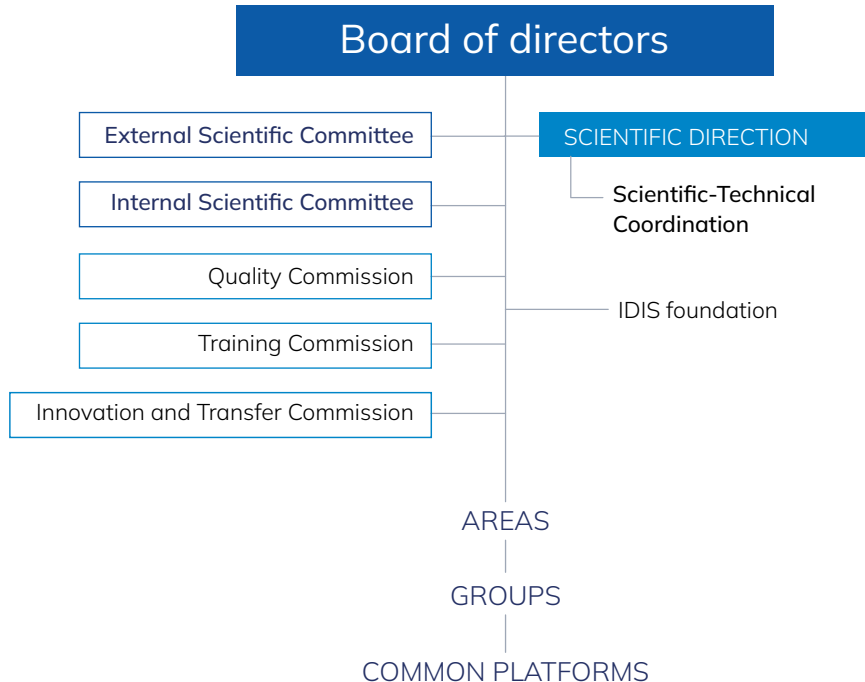 Board of directors
External Scientific Committee
SCIENTIFIC DIRECTION
Internal Scientific Committee
Scientific-Technical
Coordination
Quality Commission
IDIS foundation
Training Commission
Innovation and Transfer Commission
AREAS
GROUPS
COMMON PLATFORMS